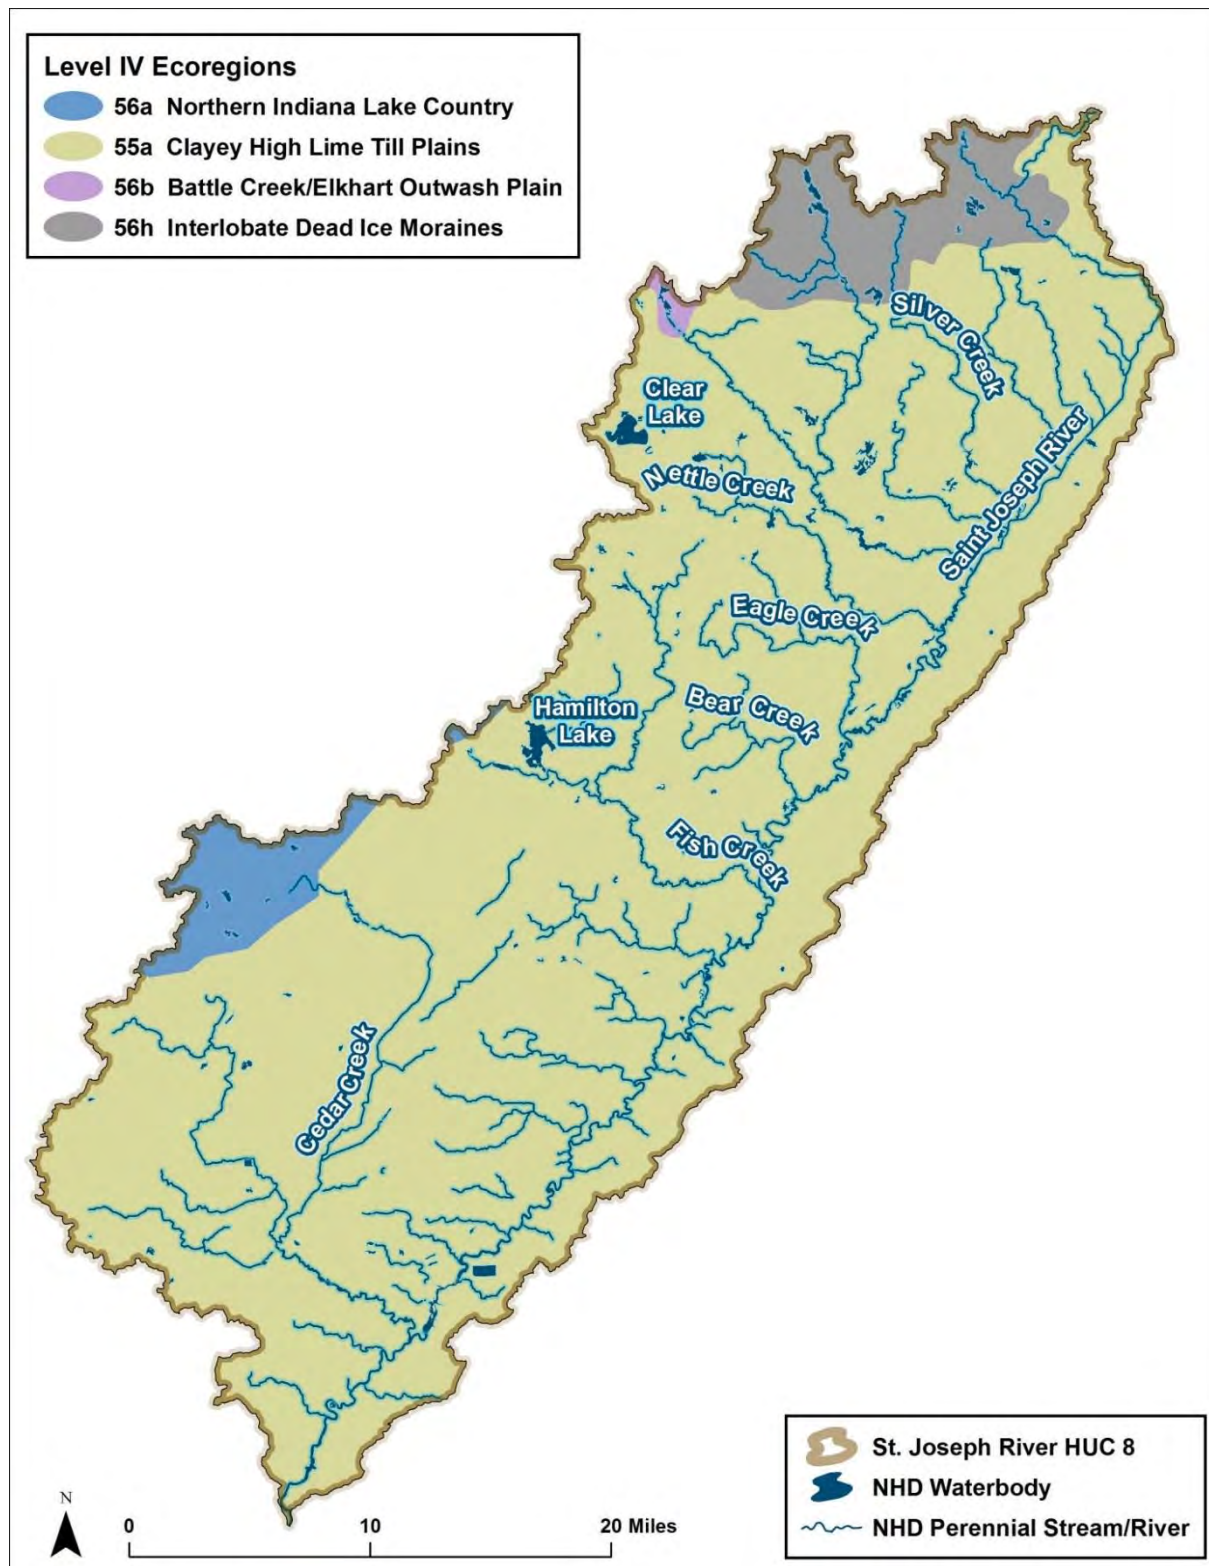 Level IV Ecoregions
56a Northern Indiana Lake Country
55a Clayey High Lime Till Plains
56b Battle Creek/Elkhart Outwash Plain
56h Interlobate Dead Ice Moraines
Silver Creek
Clear
Lake
Nettle Creek
Saint Joseph River
Eagle Creek
Bear Creek
Hamilton
Lake
Fish Creek
Cedar Creek
St. Joseph River HUC 8
NHD Waterbody
NHD Perennial Stream/River
N
0 10 20 Miles